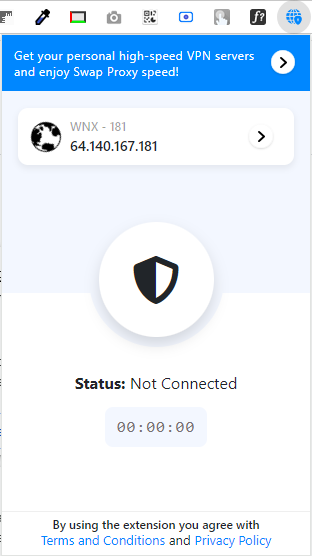 f?
Get your personal high-speed VPN servers
and enjoy Swap Proxy speed!
WNX - 181
64.140.167.181
Status: Not Connected
00:00:00
By using the extension you agree with
Terms and Conditions and Privacy Policy